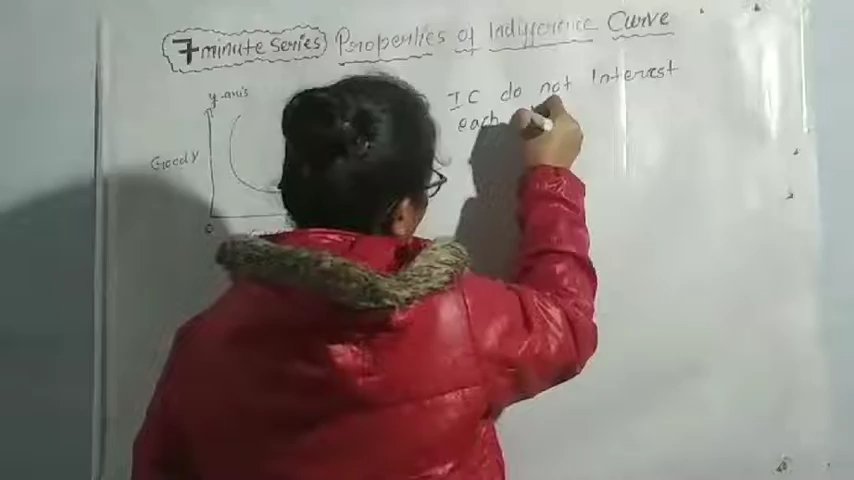 7 minute Series Properties of Indifference Curve
y-axis
IC do not Interest
each
Good Y
O